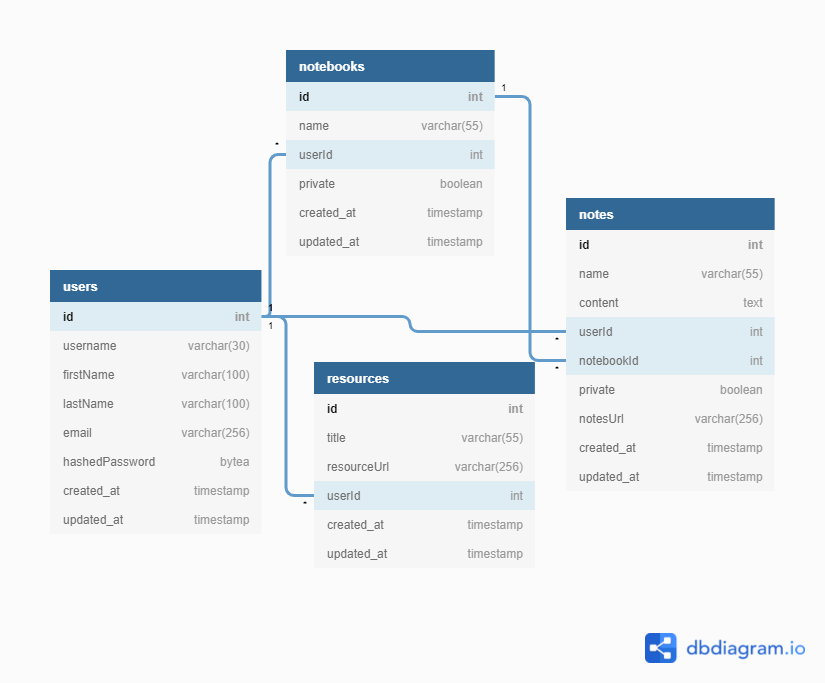 notebooks
id int
name varchar(55)
userId int
private boolean
created_at timestamp
updated_at timestamp
1
*
notes
id int
name varchar(55)
content text
userId int
notebookId int
private boolean
notesUrl varchar(256)
created_at timestamp
updated_at timestamp
*
*
users
id int
username varchar(30)
firstName varchar(100)
lastName varchar(100)
email varchar(256)
hashedPassword bytea
created_at timestamp
updated_at timestamp
1
1
resources
id int
title varchar(55)
resourceUrl varchar(256)
userId int
created_at timestamp
updated_at timestamp
*
dbdiagram.io